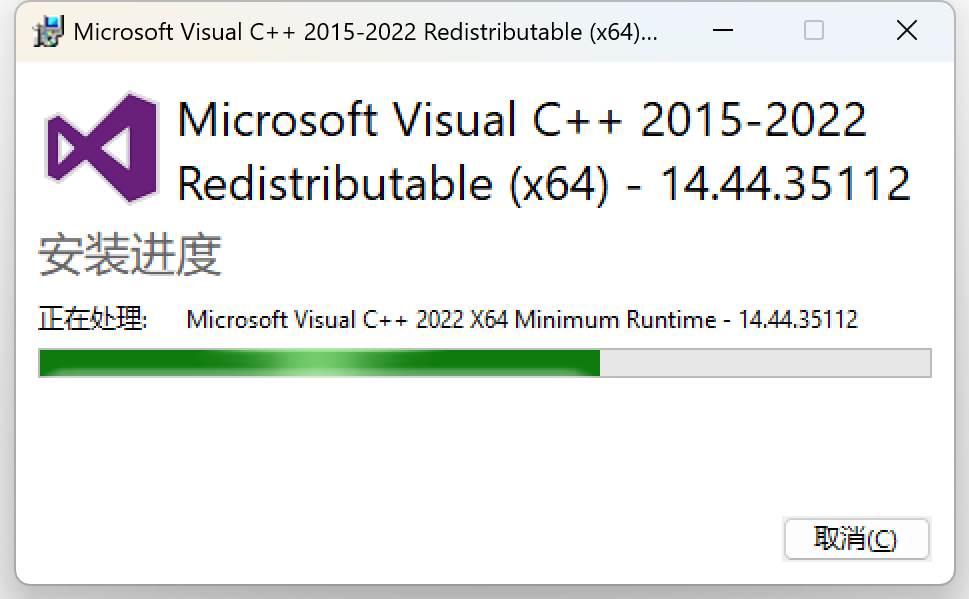 Microsoft Visual C++ 2015-2022 Redistributable (x64)...
Microsoft Visual C++ 2015-2022
Redistributable (x64) - 14.44.35112
安装进度
正在处理: Microsoft Visual C++ 2022 X64 Minimum Runtime - 14.44.35112
取消(C)